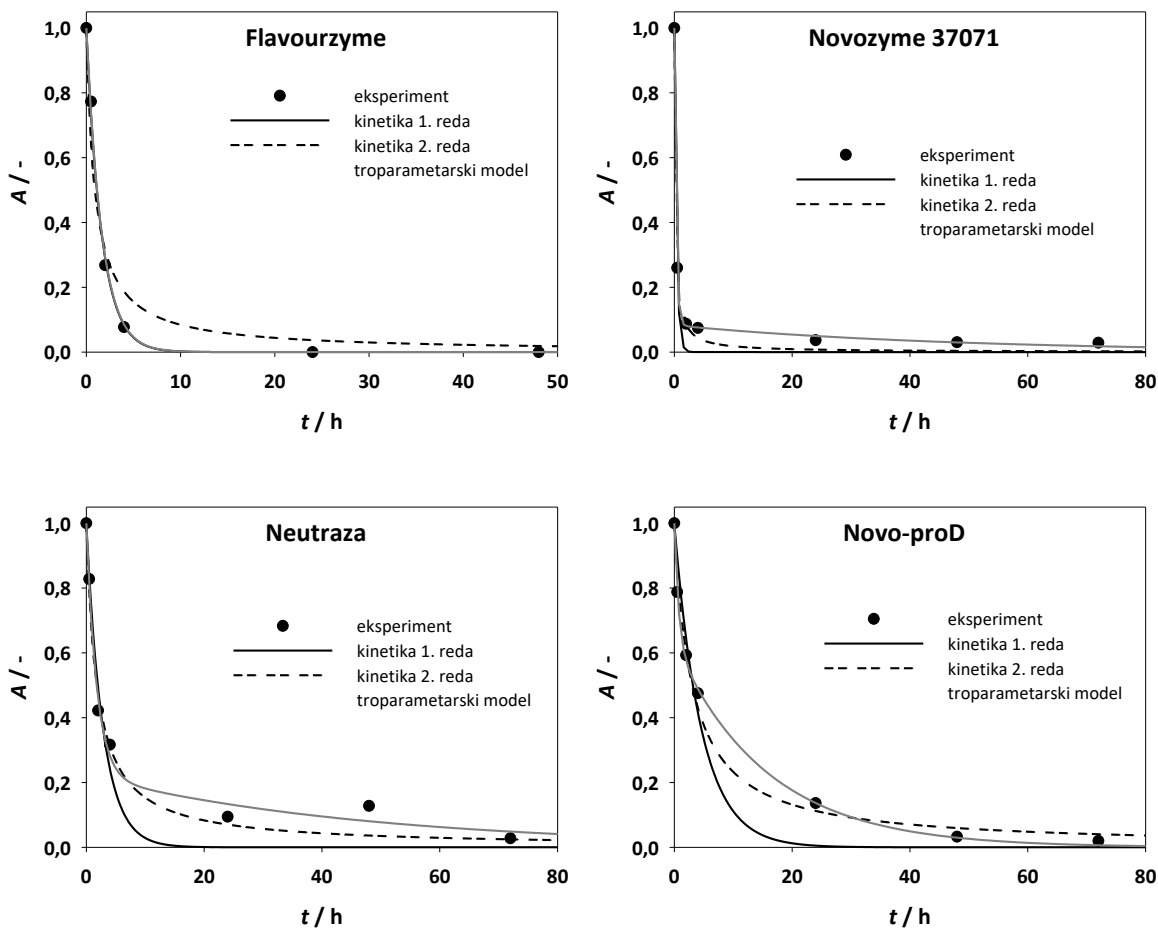 Flavourzyme
eksperiment
kinetika 1. reda
kinetika 2. reda
troparametarski model
A / -
1,0
0,8
0,6
0,4
0,2
0,0
0 10 20 30 40 50
t / h
Novozyme 37071
eksperiment
kinetika 1. reda
kinetika 2. reda
troparametarski model
A / -
1,0
0,8
0,6
0,4
0,2
0,0
0 20 40 60 80
t / h
Neutraza
eksperiment
kinetika 1. reda
kinetika 2. reda
troparametarski model
A / -
1,0
0,8
0,6
0,4
0,2
0,0
0 20 40 60 80
t / h
Novo-proD
eksperiment
kinetika 1. reda
kinetika 2. reda
troparametarski model
A / -
1,0
0,8
0,6
0,4
0,2
0,0
0 20 40 60 80
t / h